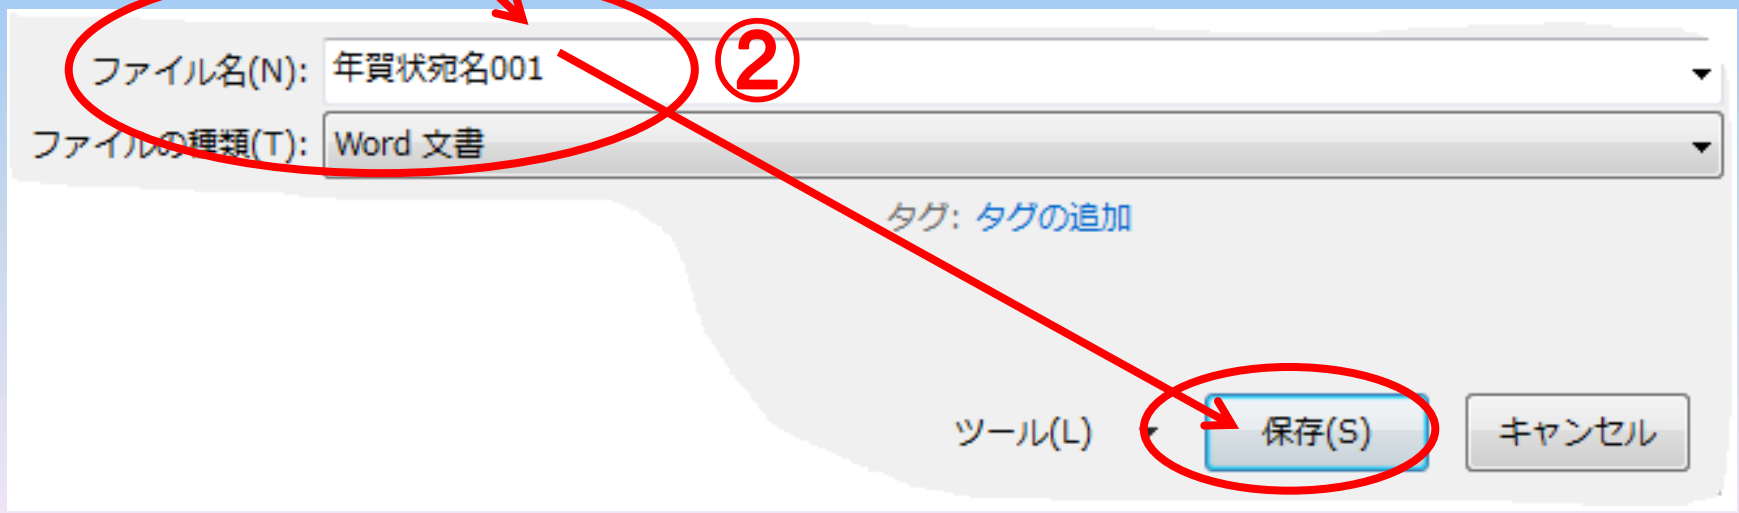 ファイル名(N): 年賀状宛名001 ②
ファイルの種類(T): Word 文書
タグ: タグの追加
ツール(L) 保存(S) キャンセル